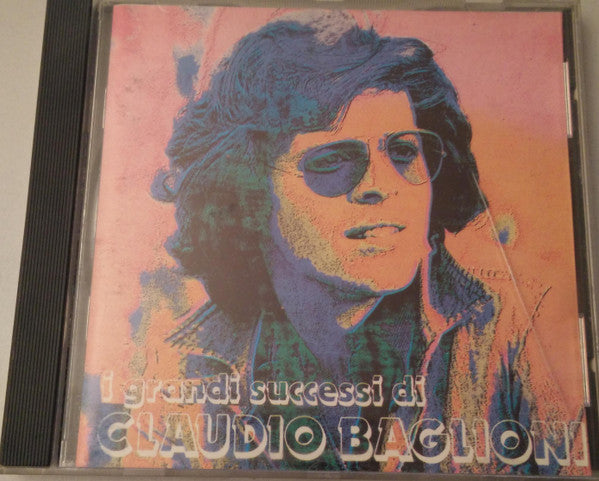 i grandi successi di
CLAUDIO BAGLIONI